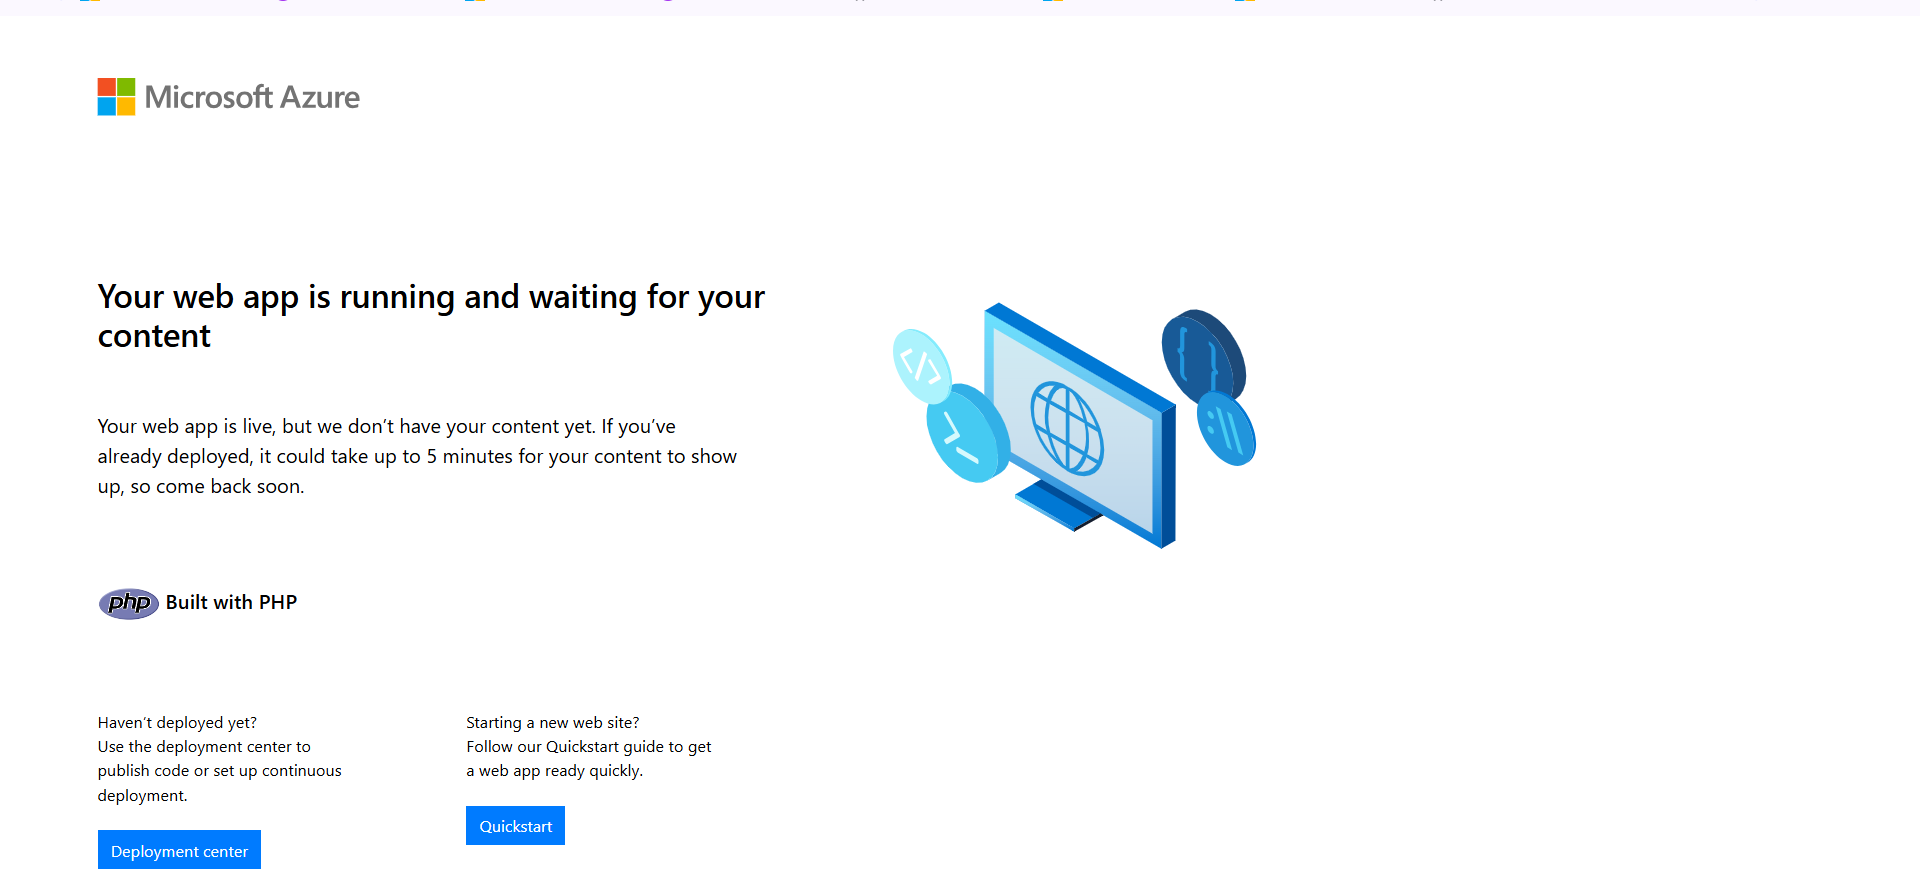 Microsoft Azure
Your web app is running and waiting for your
content
Your web app is live, but we don’t have your content yet. If you’ve
already deployed, it could take up to 5 minutes for your content to show
up, so come back soon.
php Built with PHP
Haven’t deployed yet?
Use the deployment center to
publish code or set up continuous
deployment.
Deployment center
Starting a new web site?
Follow our Quickstart guide to get
a web app ready quickly.
Quickstart